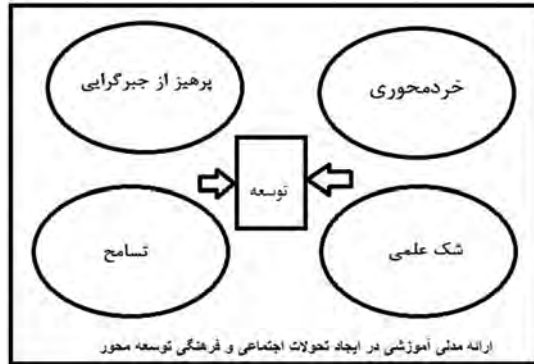 خردمحوری
پرهیز از جبرگرایی
توسعه
شک علمی
تسامح
ارائه مدلی آموزشی در ایجاد تحولات اجتماعی و فرهنگی توسعه محور